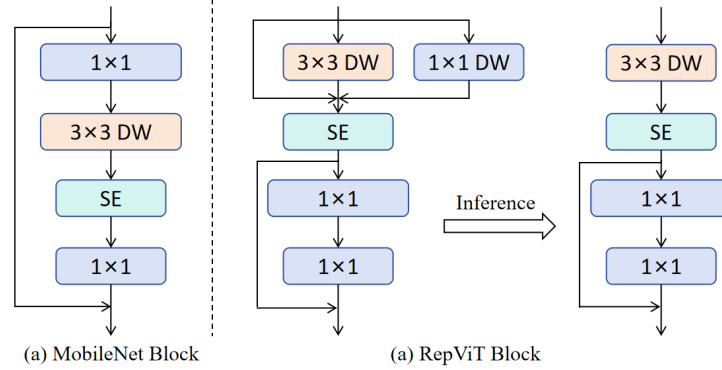 1×1
3×3 DW
SE
1×1
(a) MobileNet Block
3×3 DW
1×1 DW
SE
1×1
1×1
Inference
3×3 DW
SE
1×1
1×1
(a) RepViT Block